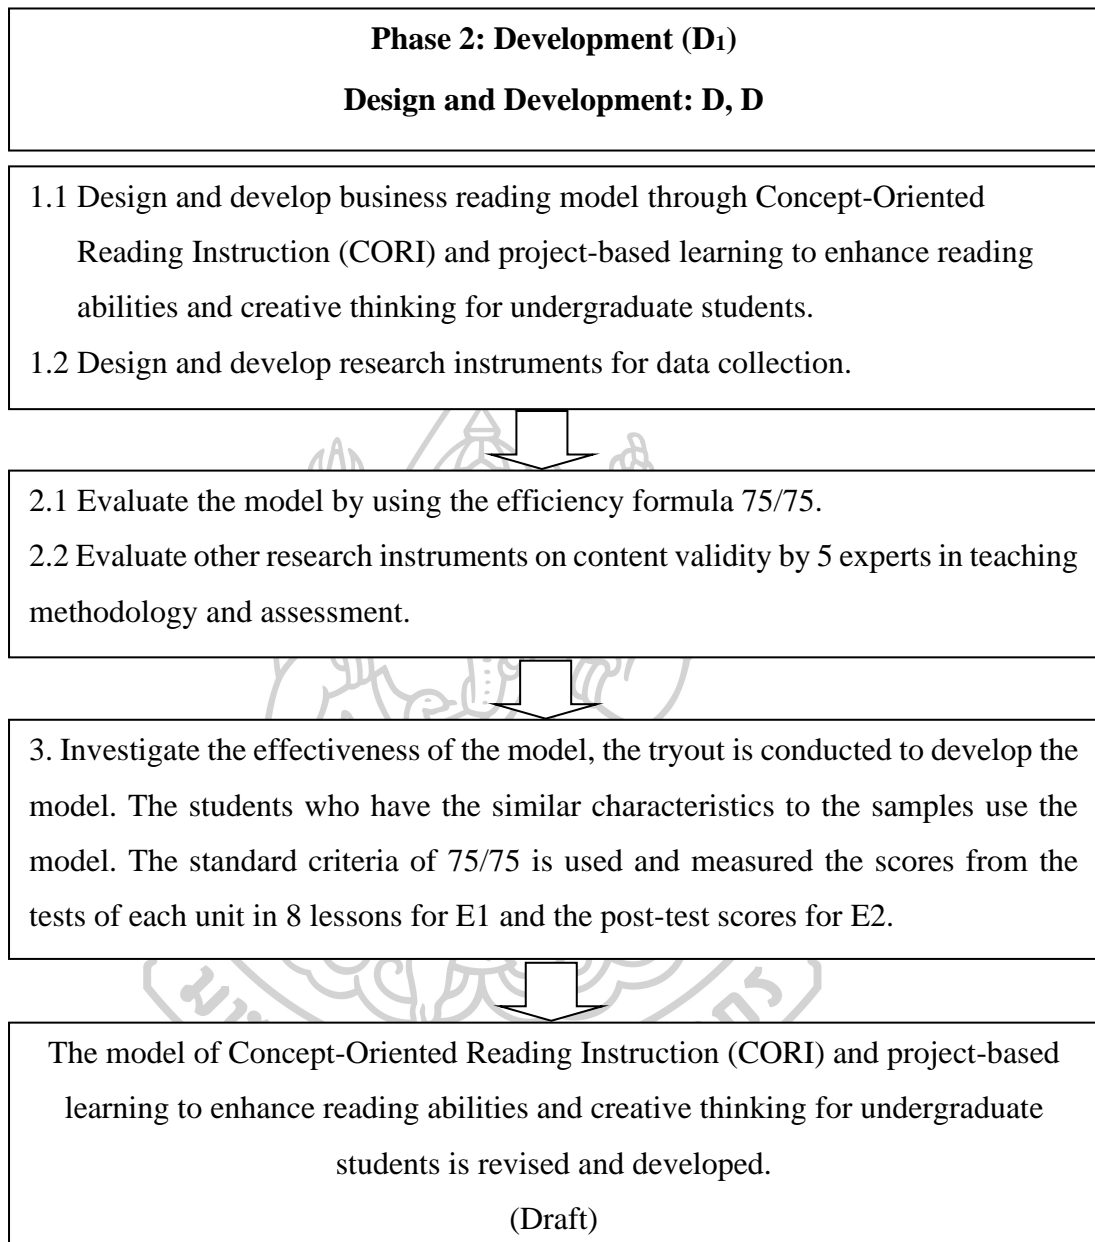 Phase 2: Development (D1)
Design and Development: D, D
1.1 Design and develop business reading model through Concept-Oriented
Reading Instruction (CORI) and project-based learning to enhance reading
abilities and creative thinking for undergraduate students.
1.2 Design and develop research instruments for data collection.
2.1 Evaluate the model by using the efficiency formula 75/75.
2.2 Evaluate other research instruments on content validity by 5 experts in teaching
methodology and assessment.
3. Investigate the effectiveness of the model, the tryout is conducted to develop the
model. The students who have the similar characteristics to the samples use the
model. The standard criteria of 75/75 is used and measured the scores from the
tests of each unit in 8 lessons for E1 and the post-test scores for E2.
The model of Concept-Oriented Reading Instruction (CORI) and project-based
learning to enhance reading abilities and creative thinking for undergraduate
students is revised and developed.
(Draft)